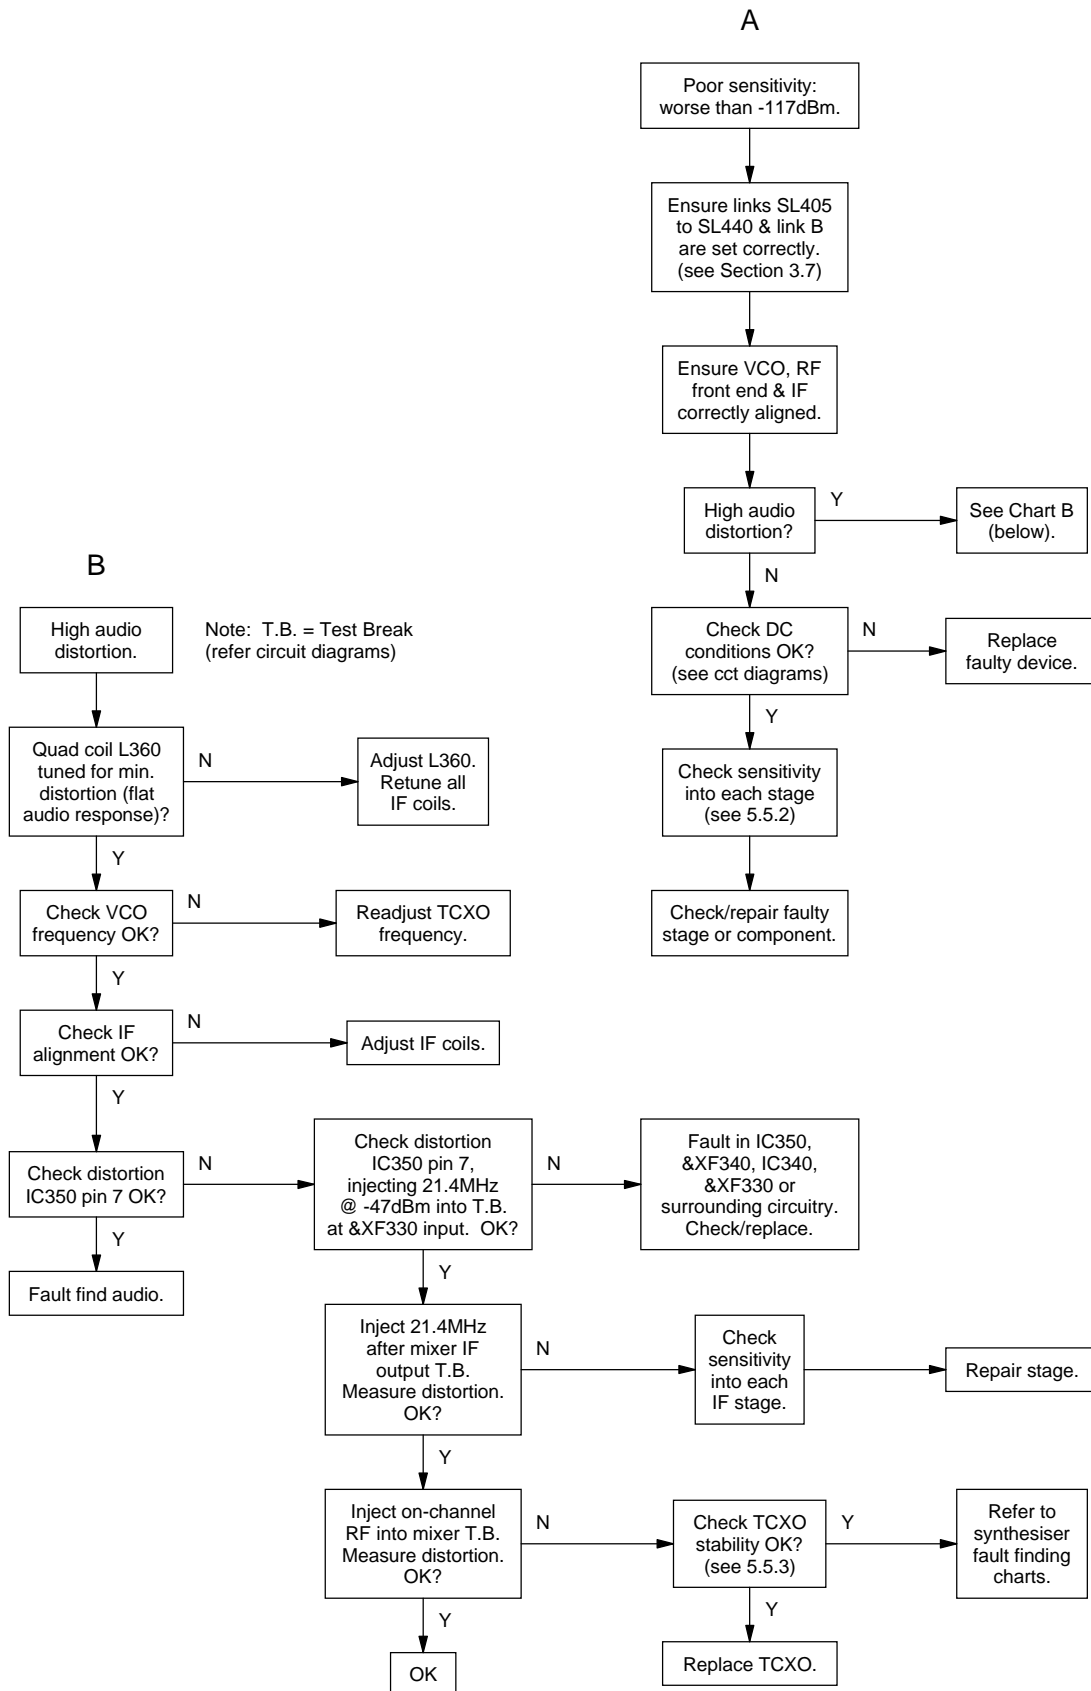 A
Poor sensitivity:
worse than -117dBm.
Ensure links SL405
to SL440 & link B
are set correctly.
(see Section 3.7)
Ensure VCO, RF
front end & IF
correctly aligned.
High audio
distortion?
Y
See Chart B
(below).
N
Check DC
conditions OK?
(see cct diagrams)
N
Replace
faulty device.
Y
Check sensitivity
into each stage
(see 5.5.2)
Check/repair faulty
stage or component.
B
High audio
distortion.
Note:  T.B. = Test Break
(refer circuit diagrams)
Quad coil L360
tuned for min.
distortion (flat
audio response)?
N
Adjust L360.
Retune all
IF coils.
Y
Check VCO
frequency OK?
N
Readjust TCXO
frequency.
Y
Check IF
alignment OK?
N
Adjust IF coils.
Y
Check distortion
IC350 pin 7 OK?
N
Check distortion
IC350 pin 7,
injecting 21.4MHz
@ -47dBm into T.B.
at &XF330 input.  OK?
N
Fault in IC350,
&XF340, IC340,
&XF330 or
surrounding circuitry.
Check/replace.
Y
Fault find audio.
Y
Inject 21.4MHz
after mixer IF
output T.B.
Measure distortion.
OK?
N
Check
sensitivity
into each
IF stage.
Repair stage.
Y
Inject on-channel
RF into mixer T.B.
Measure distortion.
OK?
N
Check TCXO
stability OK?
(see 5.5.3)
Y
Refer to
synthesiser
fault finding
charts.
Y
OK
Y
Replace TCXO.